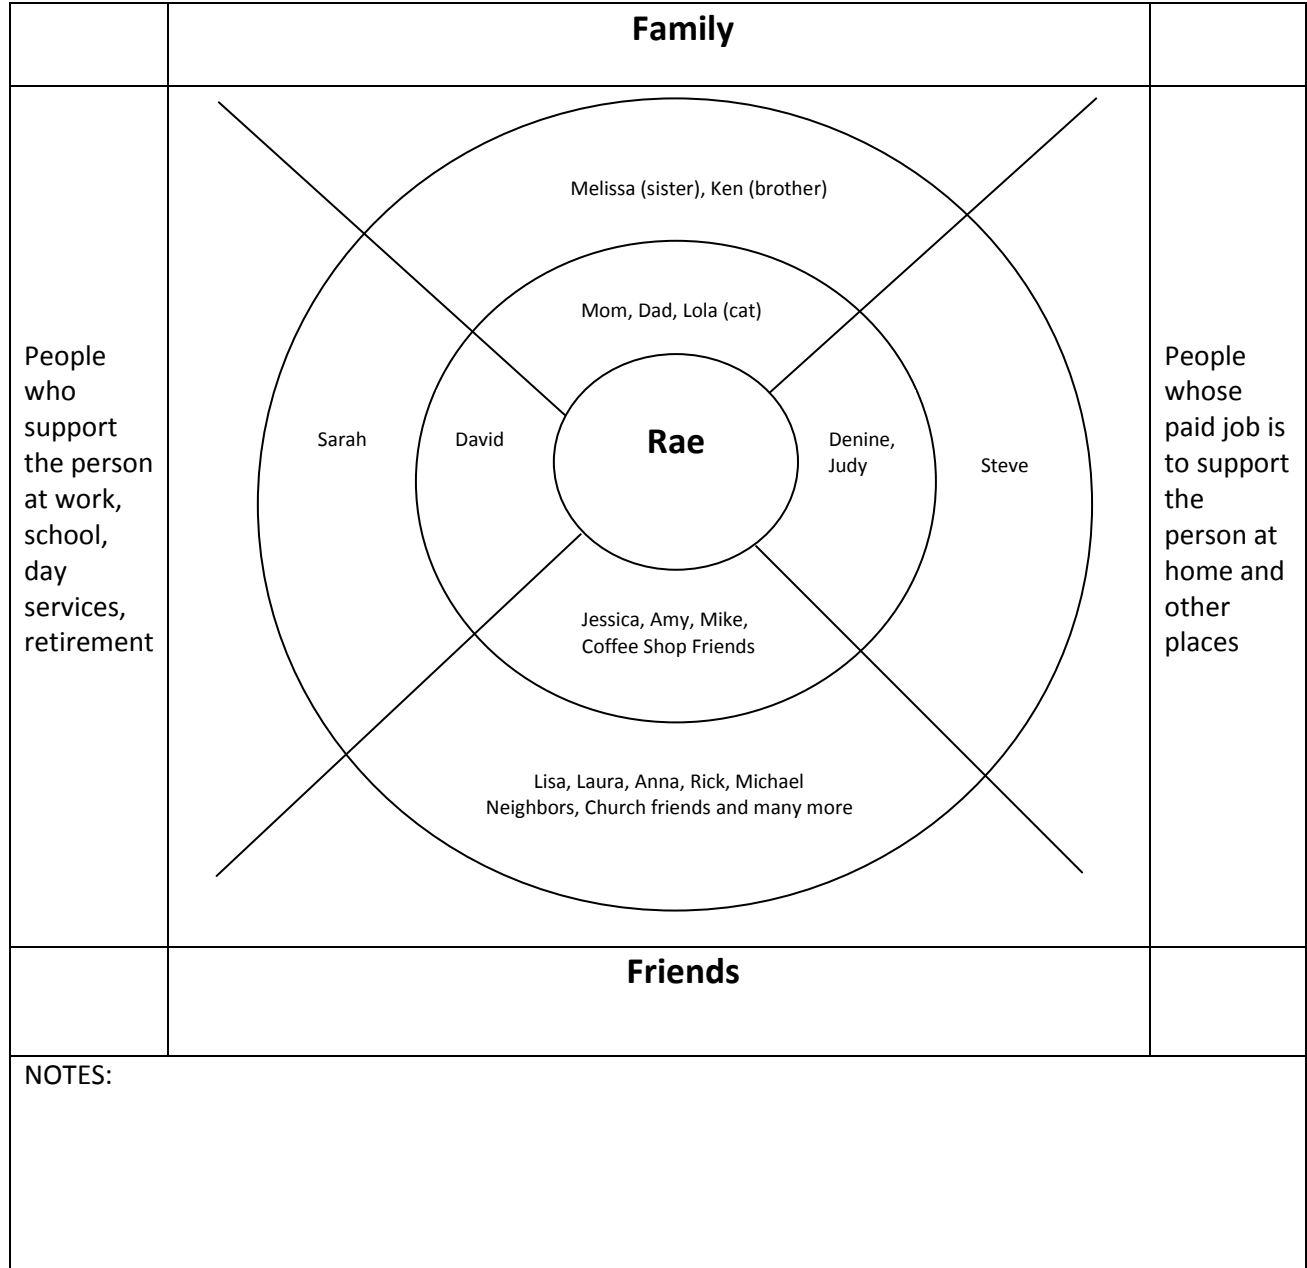 Family
Melissa (sister), Ken (brother)
Mom, Dad, Lola (cat)
People
who
support
the person
at work,
school,
day
services,
retirement
Sarah
David
Rae
Denine,
Judy
Steve
People
whose
paid job is
to support
the
person at
home and
other
places
Jessica, Amy, Mike,
Coffee Shop Friends
Lisa, Laura, Anna, Rick, Michael
Neighbors, Church friends and many more
Friends
NOTES: